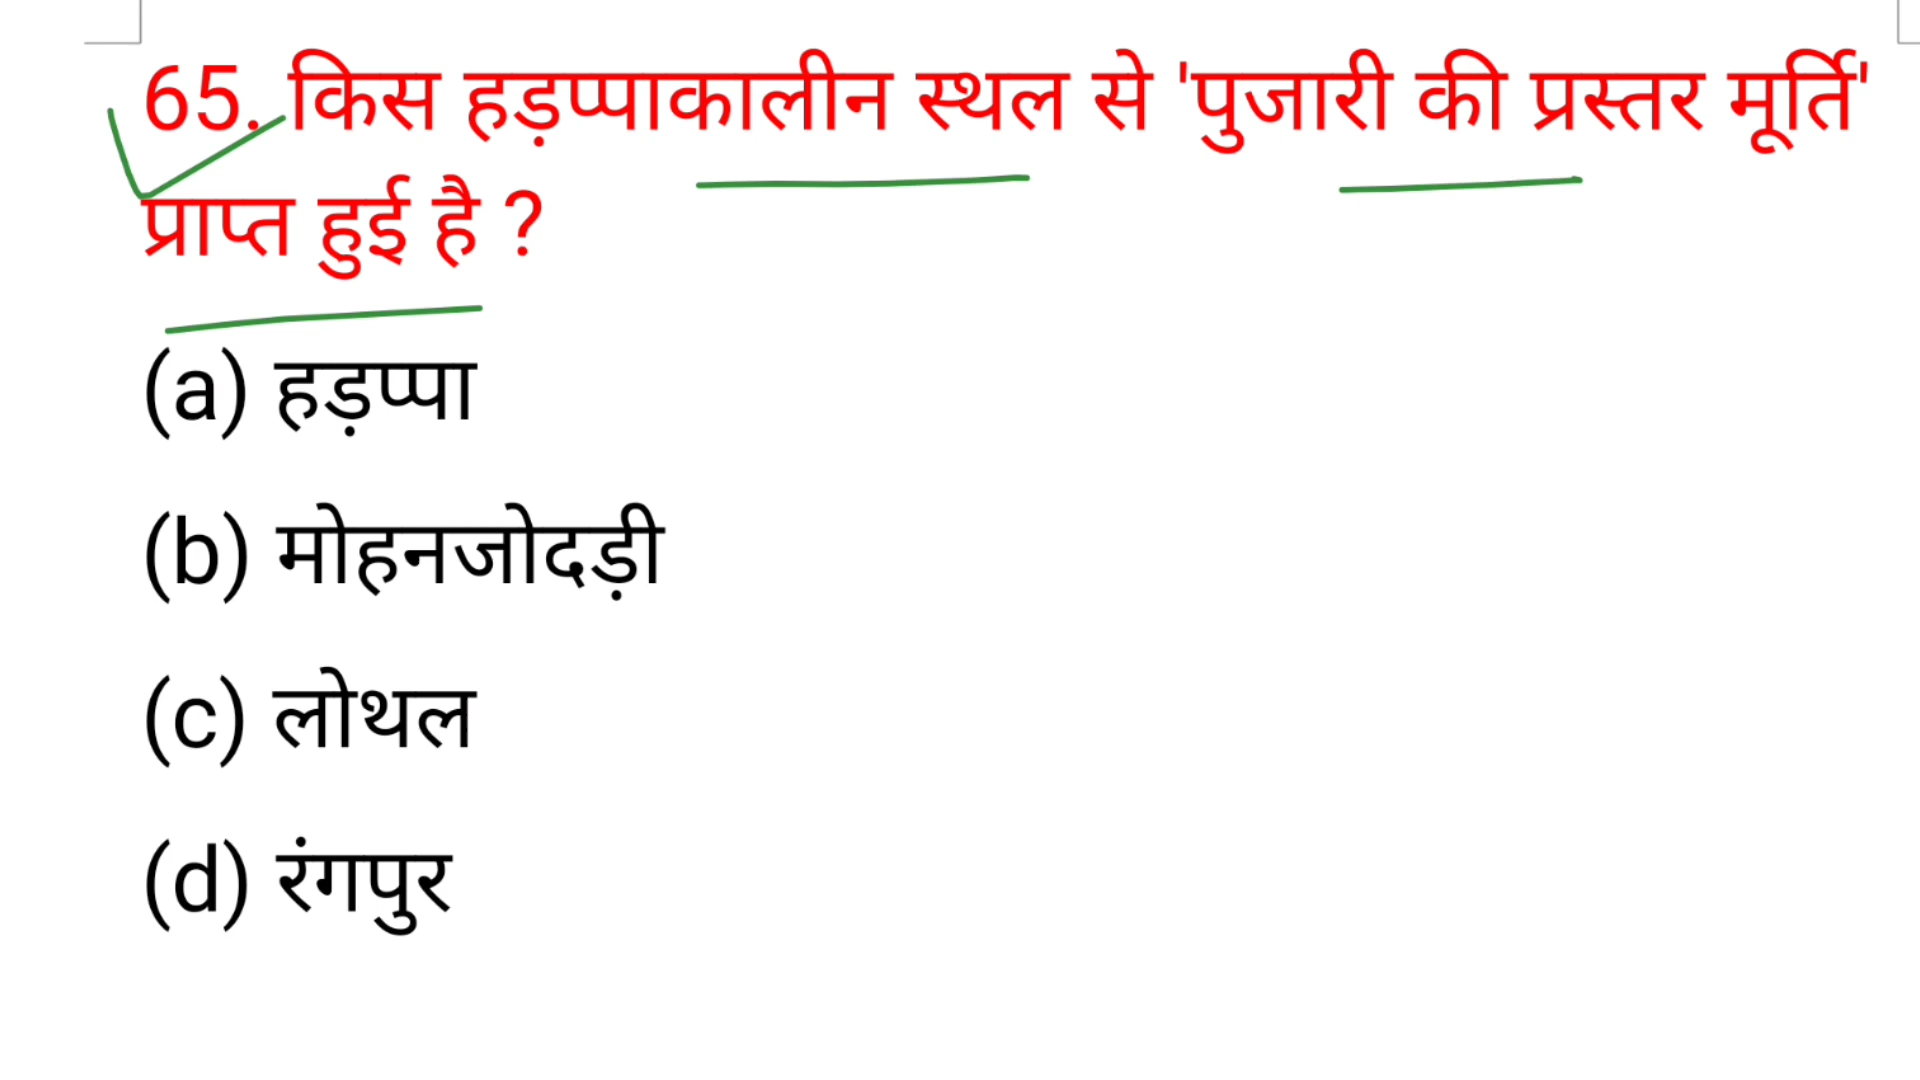 65. किस हड़प्पाकालीन स्थल से 'पुजारी की प्रस्तर मूर्ति'
प्राप्त हुई है ?
(a) हड़प्पा
(b) मोहनजोदड़ी
(c) लोथल
(d) रंगपुर